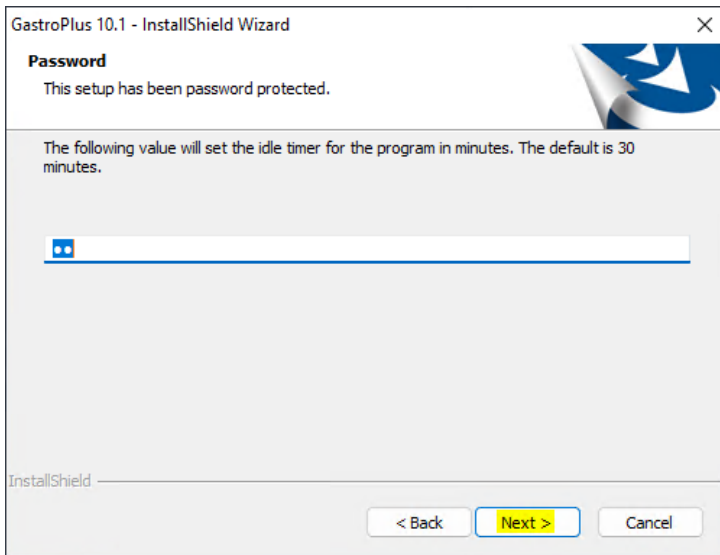 GastroPlus 10.1 - InstallShield Wizard
Password
This setup has been password protected.
The following value will set the idle timer for the program in minutes. The default is 30
minutes.
••
InstallShield
< Back
Next >
Cancel